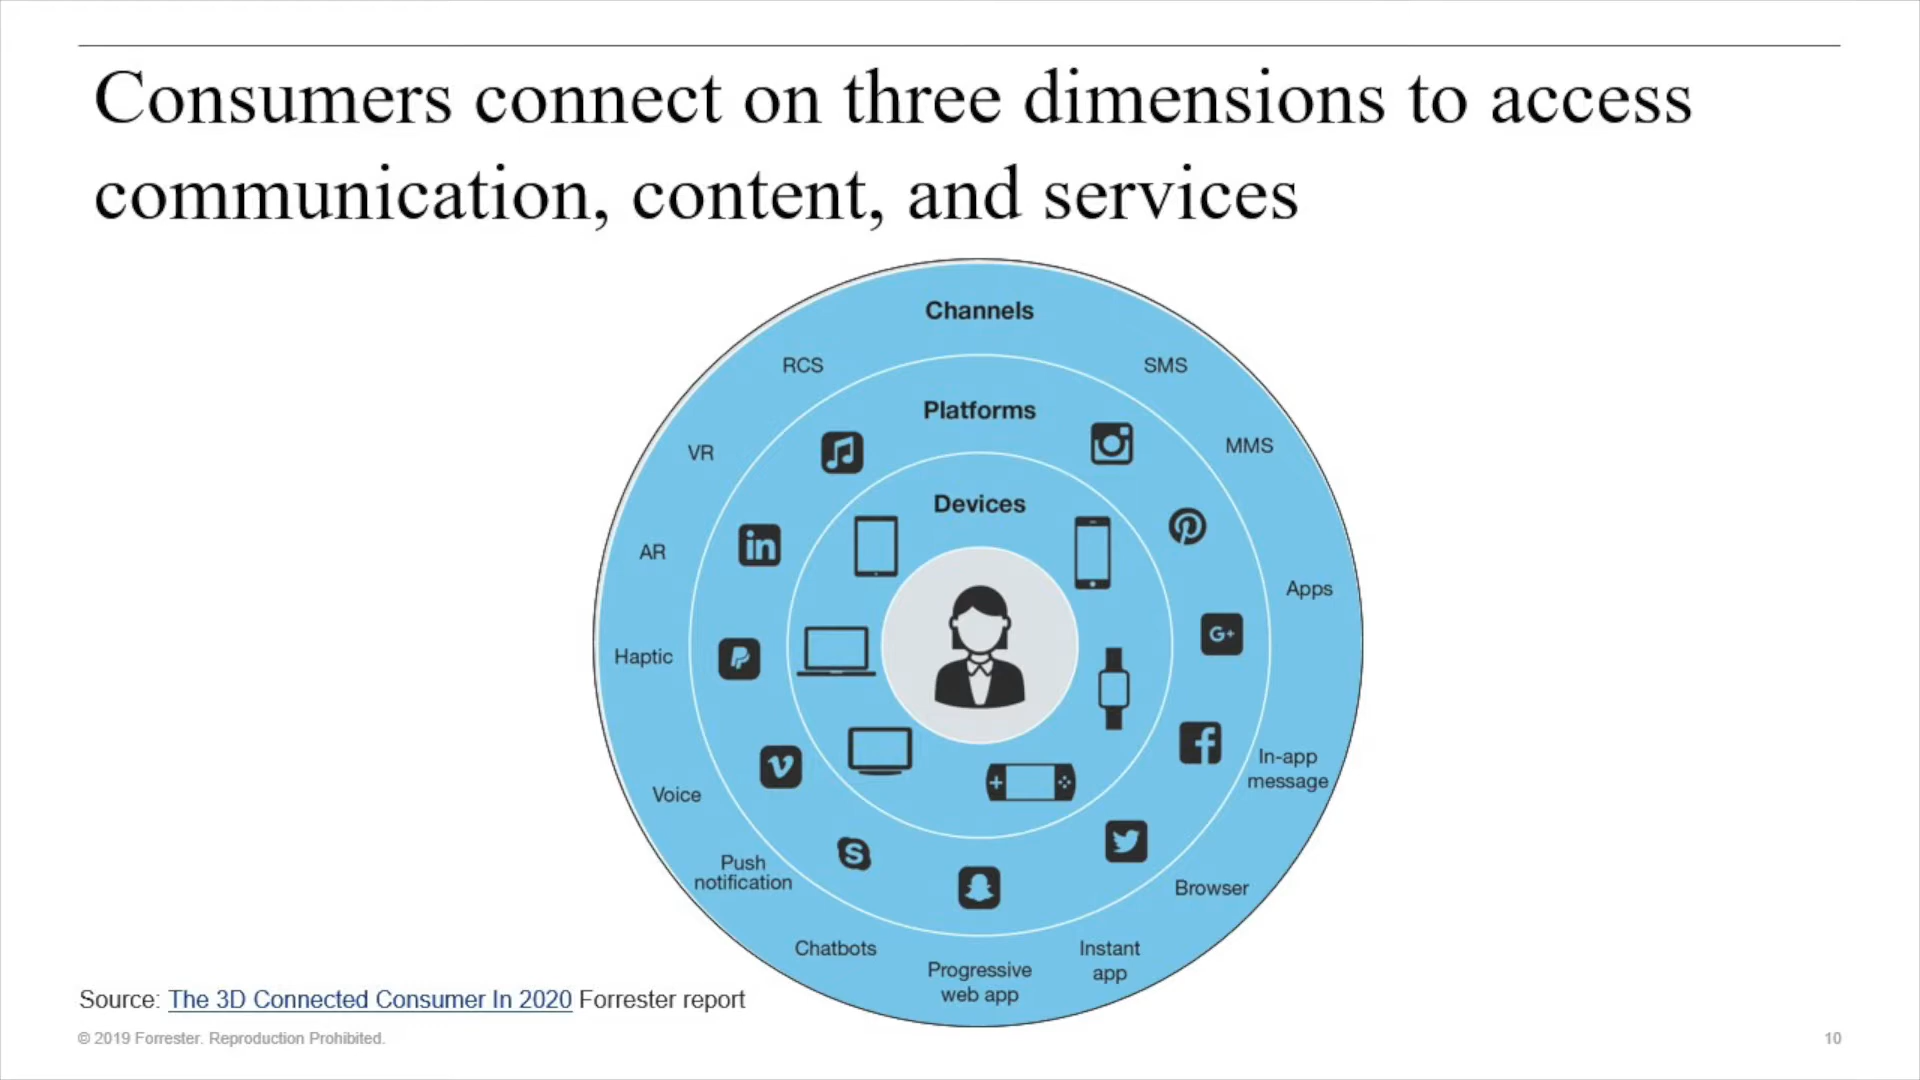 Consumers connect on three dimensions to access
communication, content, and services
Channels
RCS
SMS
Platforms
VR
MMS
Devices
AR
in
Apps
G+
Haptic
In-app
message
Voice
Push
notification
Browser
Chatbots
Instant
app
Progressive
web app
Source: The 3D Connected Consumer In 2020 Forrester report
© 2019 Forrester. Reproduction Prohibited.
10